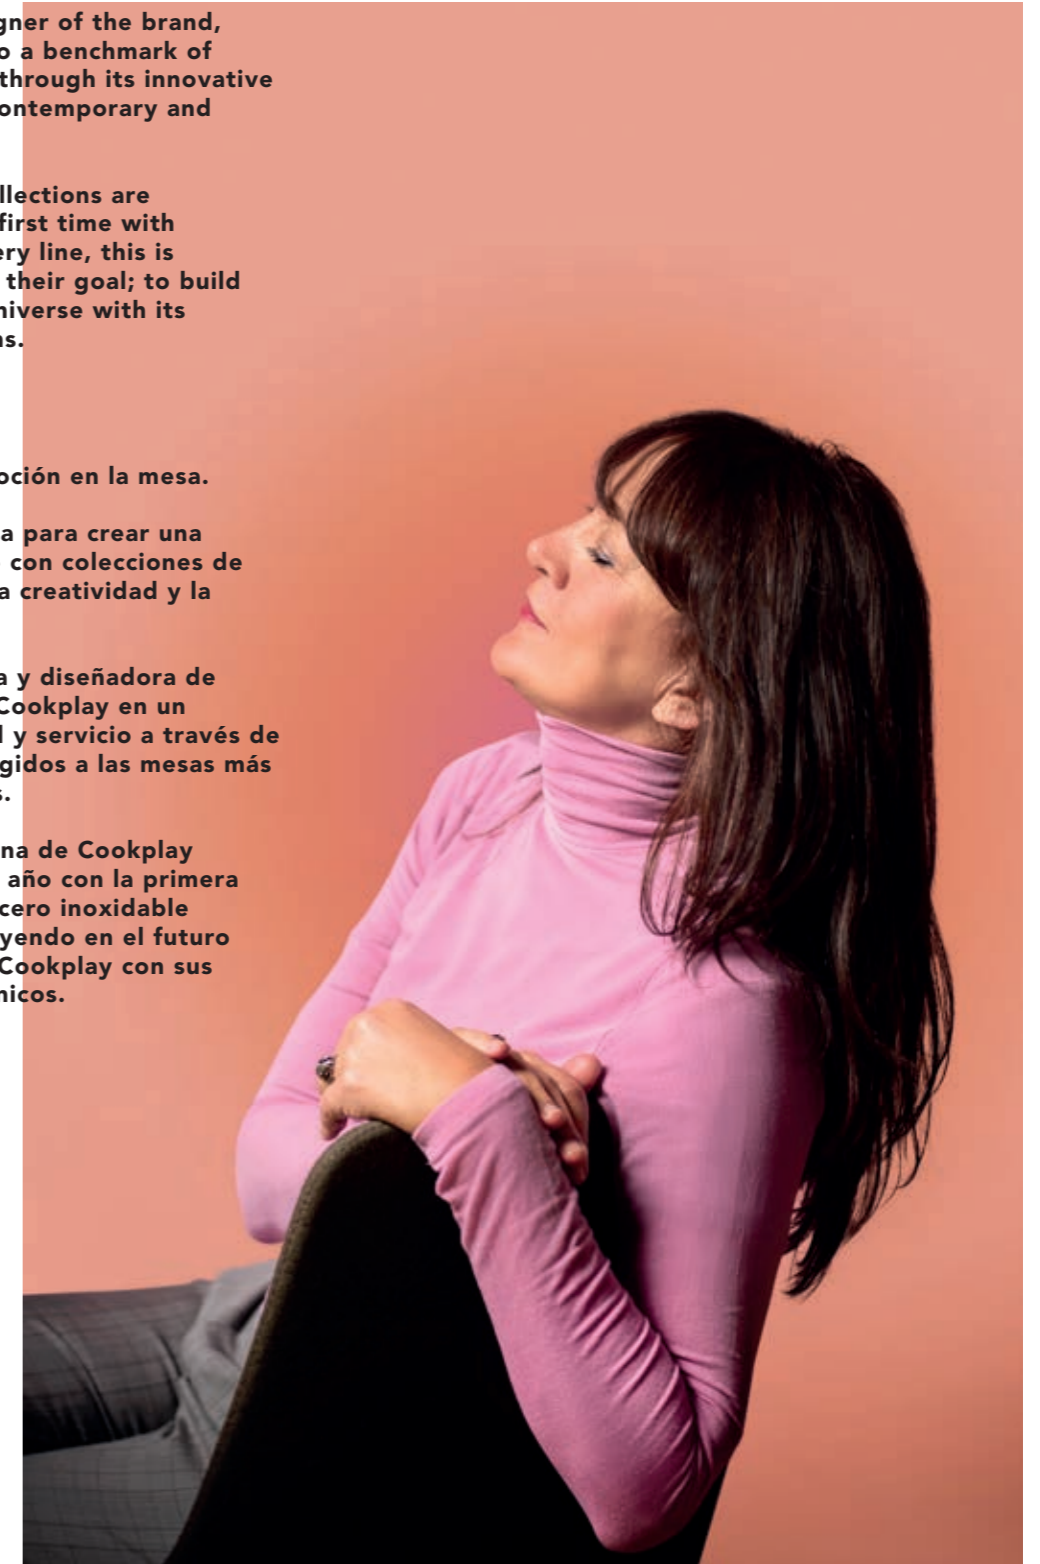 gner of the brand,
o a benchmark of
through its innovative
ontemporary and
llections are
first time with
ery line, this is
their goal; to build
niverse with its
ns.
oción en la mesa.
a para crear una
con colecciones de
a creatividad y la
a y diseñadora de
Cookplay en un
d y servicio a través de
gidos a las mesas más
s.
na de Cookplay
año con la primera
cero inoxidable
yendo en el futuro
Cookplay con sus
nicos.